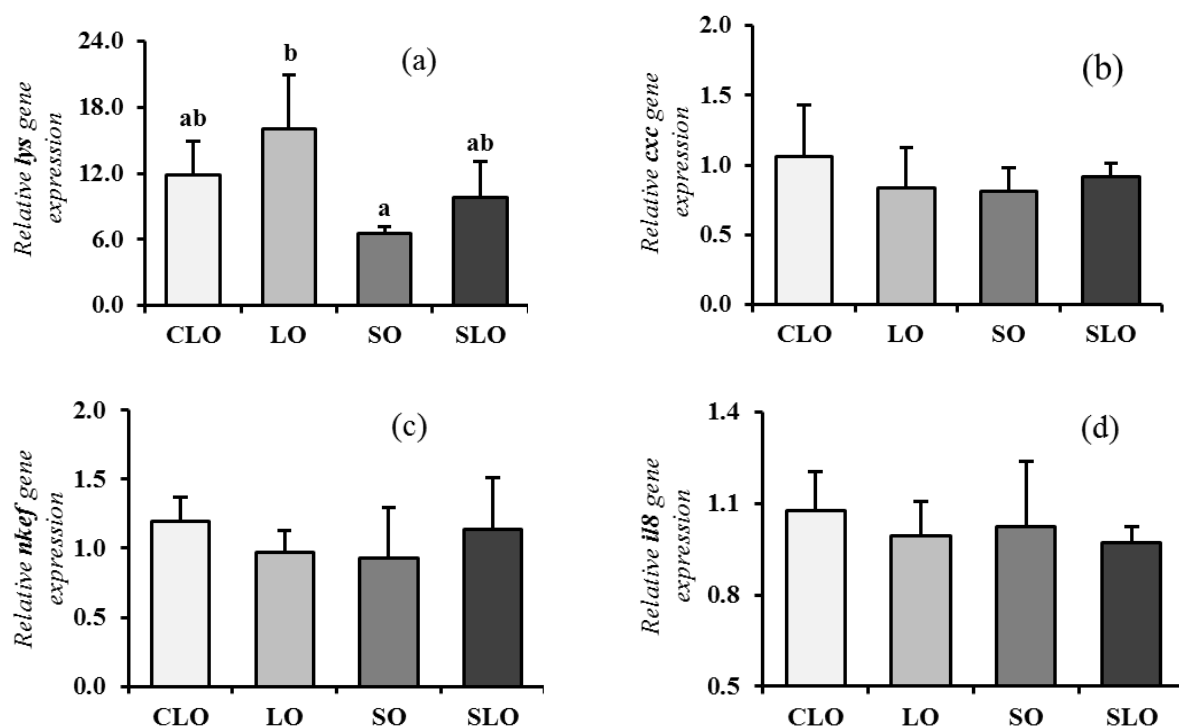 Relative lys gene
expression
24.0
18.0
12.0
6.0
0.0
ab
b
a
ab
(a)
CLO LO SO SLO
Relative cxc gene
expression
2.0
1.5
1.0
0.5
0.0
(b)
CLO LO SO SLO
Relative nkef gene
expression
2.0
1.5
1.0
0.5
0.0
(c)
CLO LO SO SLO
Relative il8 gene
expression
1.4
1.1
0.8
0.5
(d)
CLO LO SO SLO